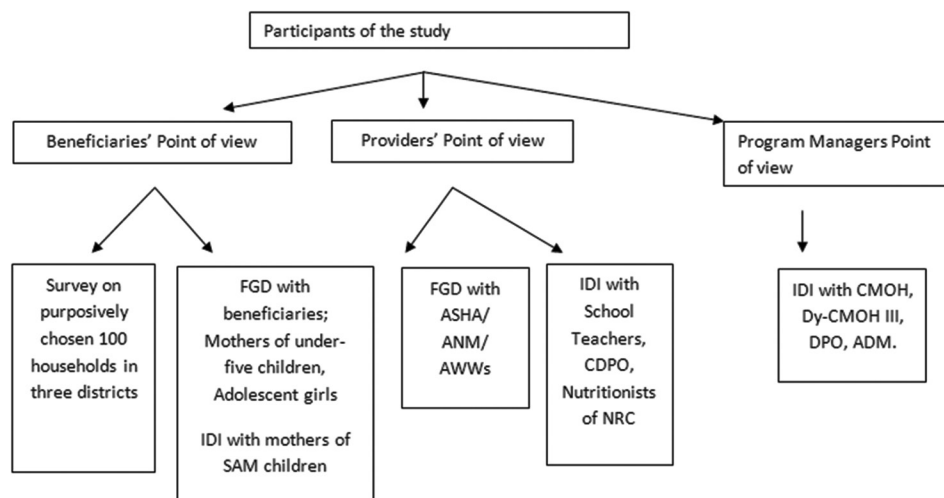 Participants of the study
Beneficiaries' Point of view
Providers' Point of view
Program Managers Point
of view
Survey on
purposively
chosen 100
households in
three districts
FGD with
beneficiaries;
Mothers of under-
five children,
Adolescent girls
IDI with mothers of
SAM children
FGD with
ASHA/
ANM/
AWWs
IDI with
School
Teachers,
CDPO,
Nutritionists
of NRC
IDI with CMOH,
Dy-CMOH III,
DPO, ADM.